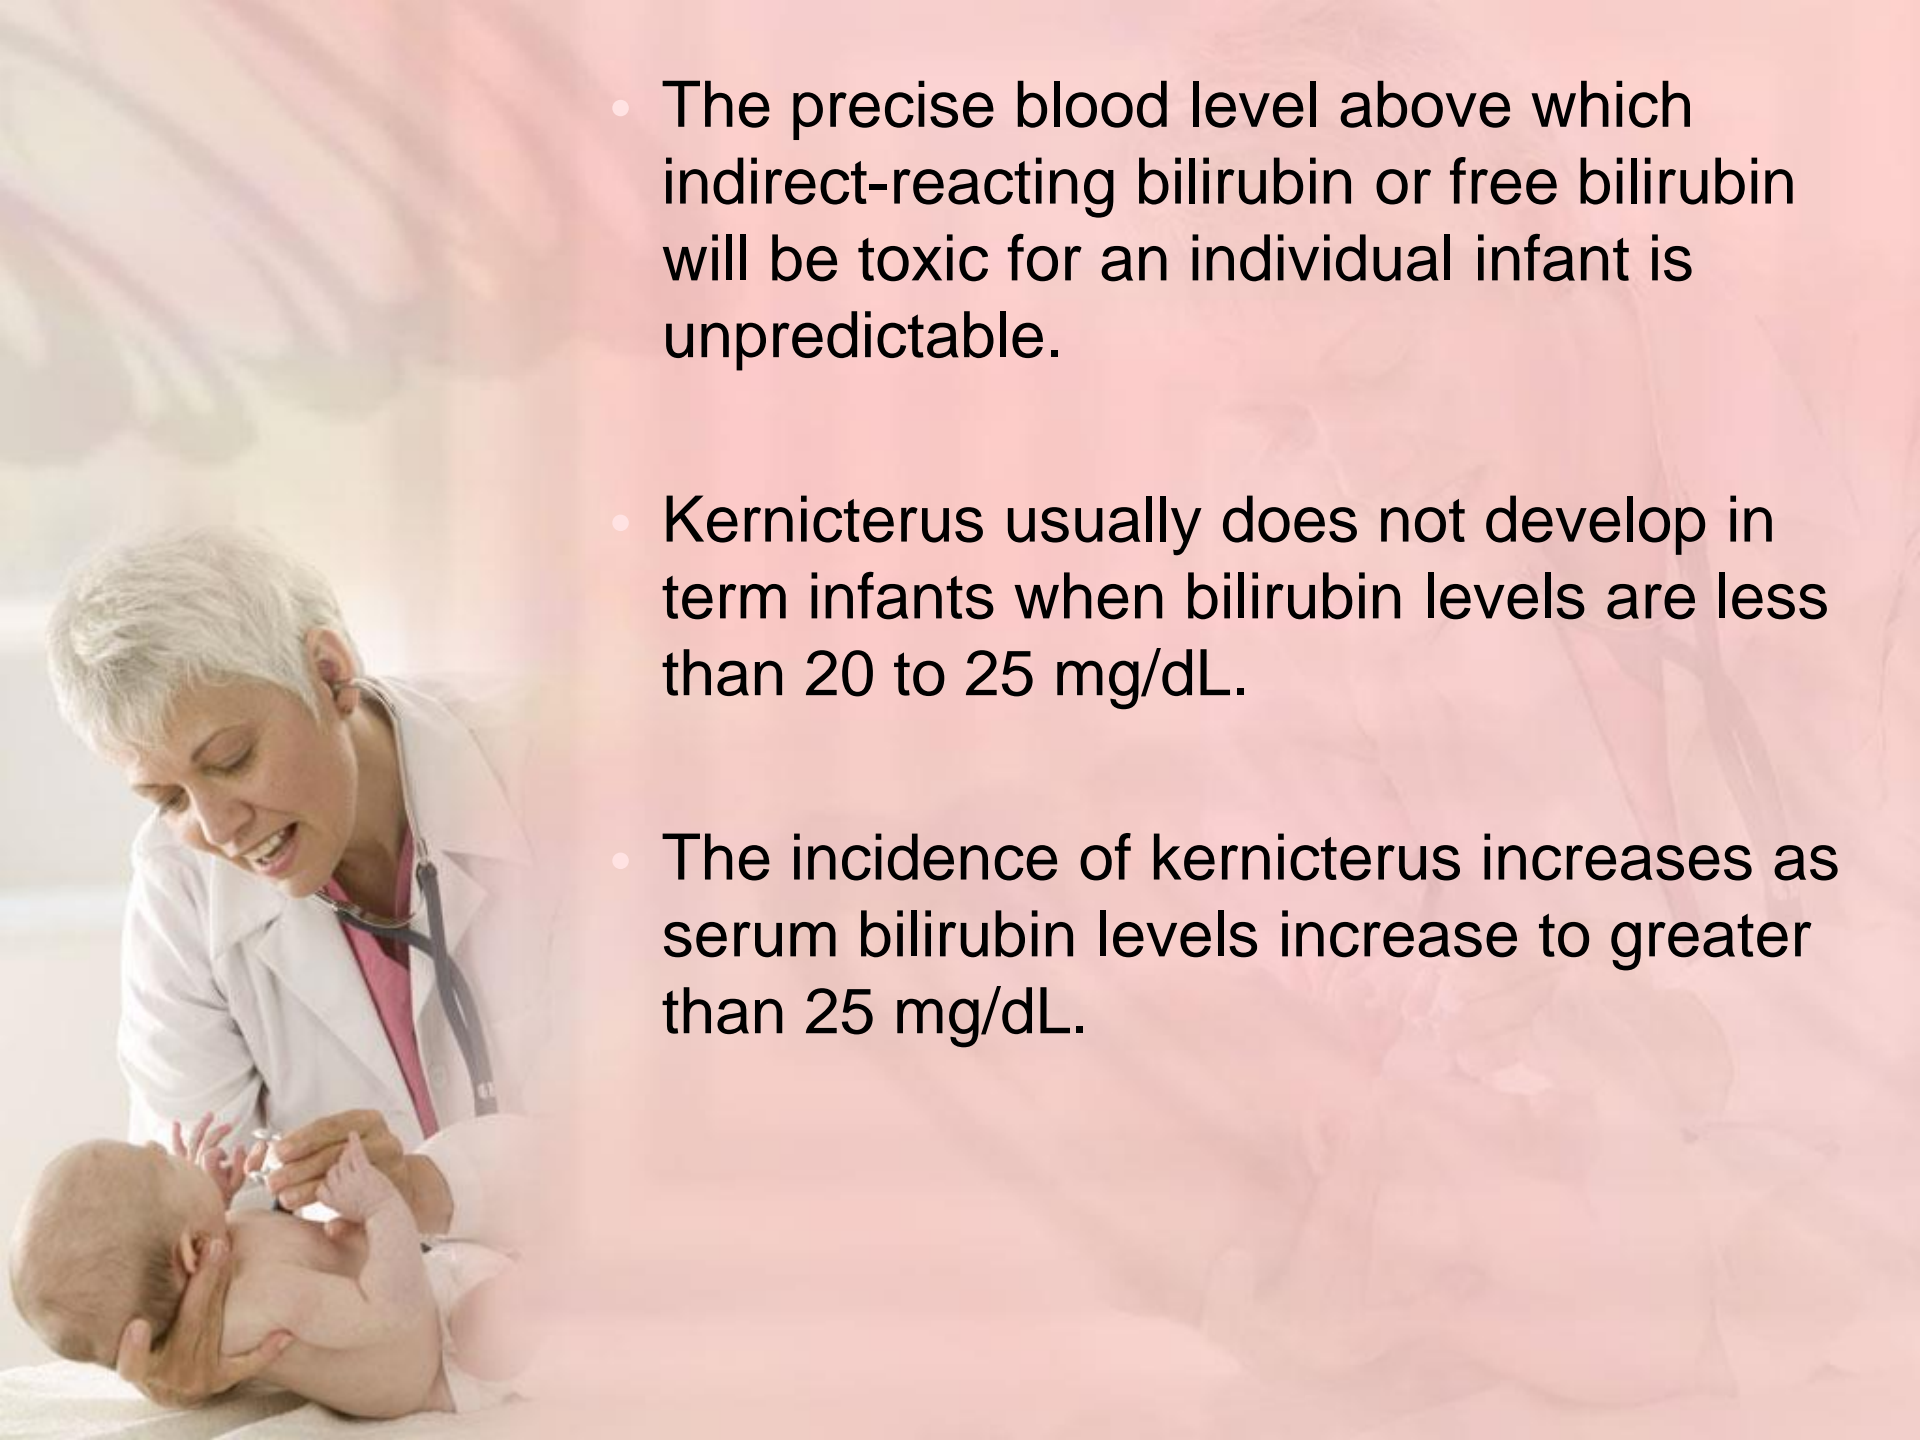 • The precise blood level above which
indirect-reacting bilirubin or free bilirubin
will be toxic for an individual infant is
unpredictable.
• Kernicterus usually does not develop in
term infants when bilirubin levels are less
than 20 to 25 mg/dL.
• The incidence of kernicterus increases as
serum bilirubin levels increase to greater
than 25 mg/dL.